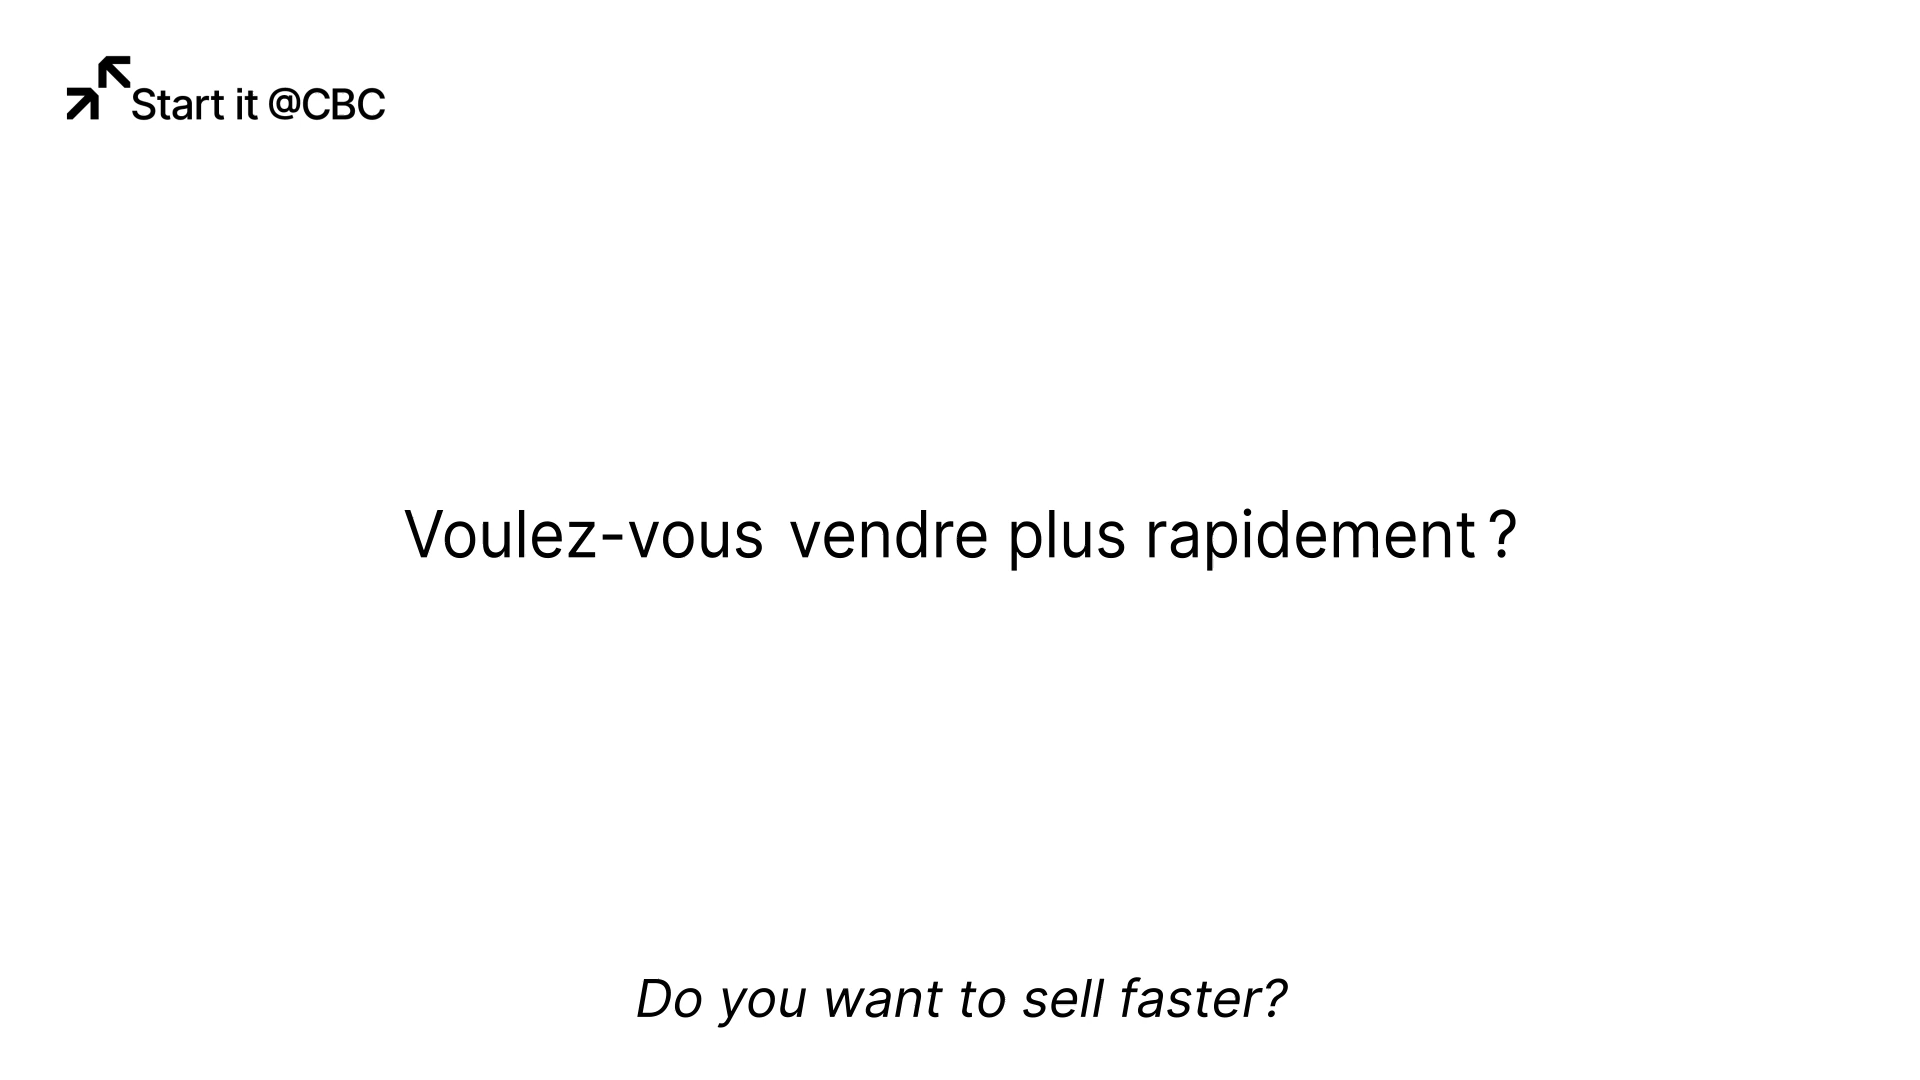 Start it @CBC
Voulez-vous vendre plus rapidement ?
Do you want to sell faster?